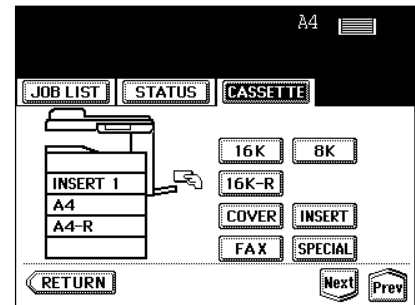 A4
JOB LIST STATUS CASSETTE
16K 8K
INSERT 1 16K-R
A4 COVER INSERT
A4-R FAX SPECIAL
RETURN Next Prev